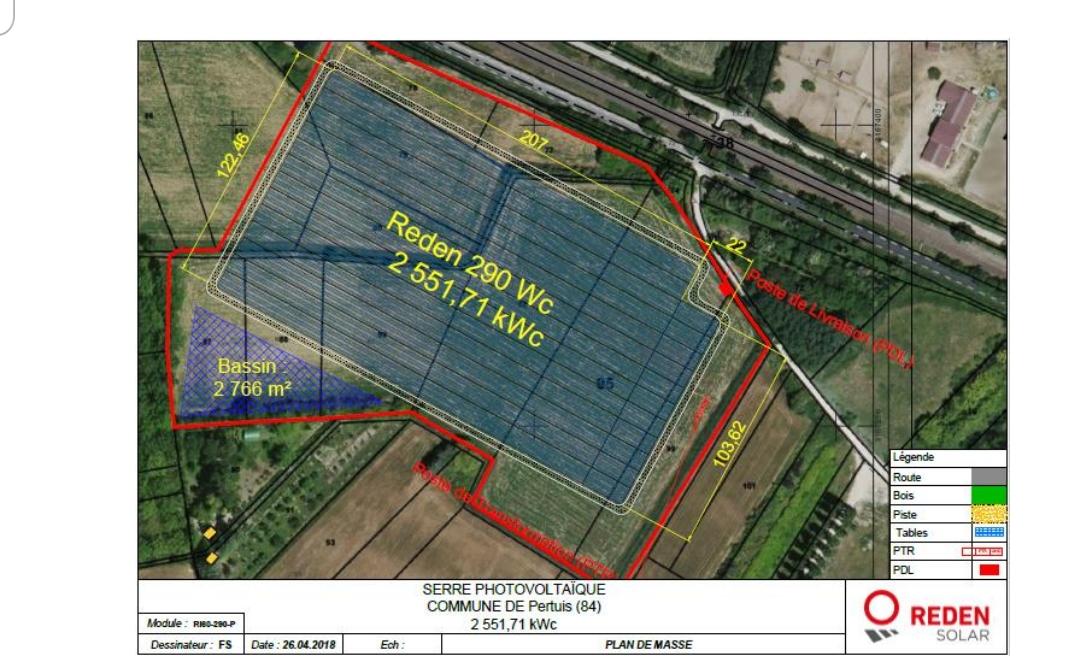 122,46
207
22
738
Reden 290 Wc
2 551,71 kWc
Poste de Livraison (PDL)
Bassin :
2 766 m²
95
103,62
101
93
Poste de transformation (PTR)
Légende
Route
Bois
Piste
Tables
PTR
PDL
SERRE PHOTOVOLTAÏQUE
COMMUNE DE Pertuis (84)
2 551,71 kWc
Module : RI60-290-P
Dessinateur : FS
Date : 26.04.2018
Ech :
PLAN DE MASSE
REDEN
SOLAR